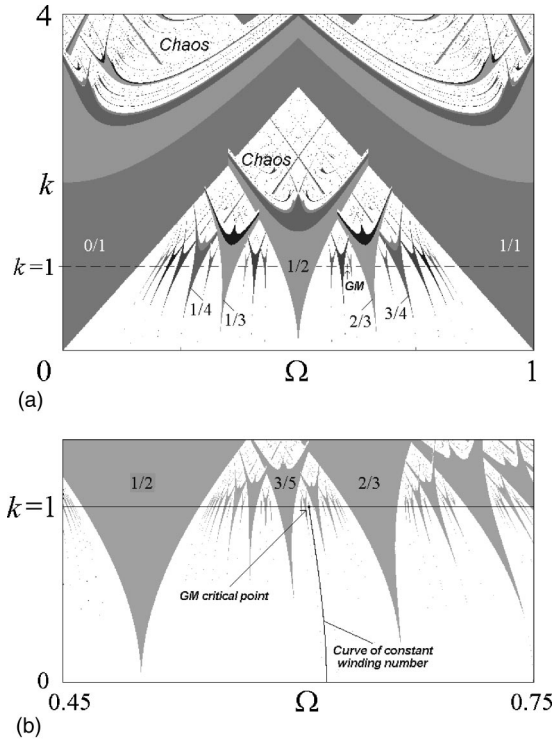 4
Chaos
k
Chaos
0/1
1/1
k=1
1/2
GM
1/4
1/3
2/3
3/4
0
Ω
1
(a)
1/2
3/5
2/3
k=1
GM critical point
Curve of constant
winding number
0
0.45
Ω
0.75
(b)